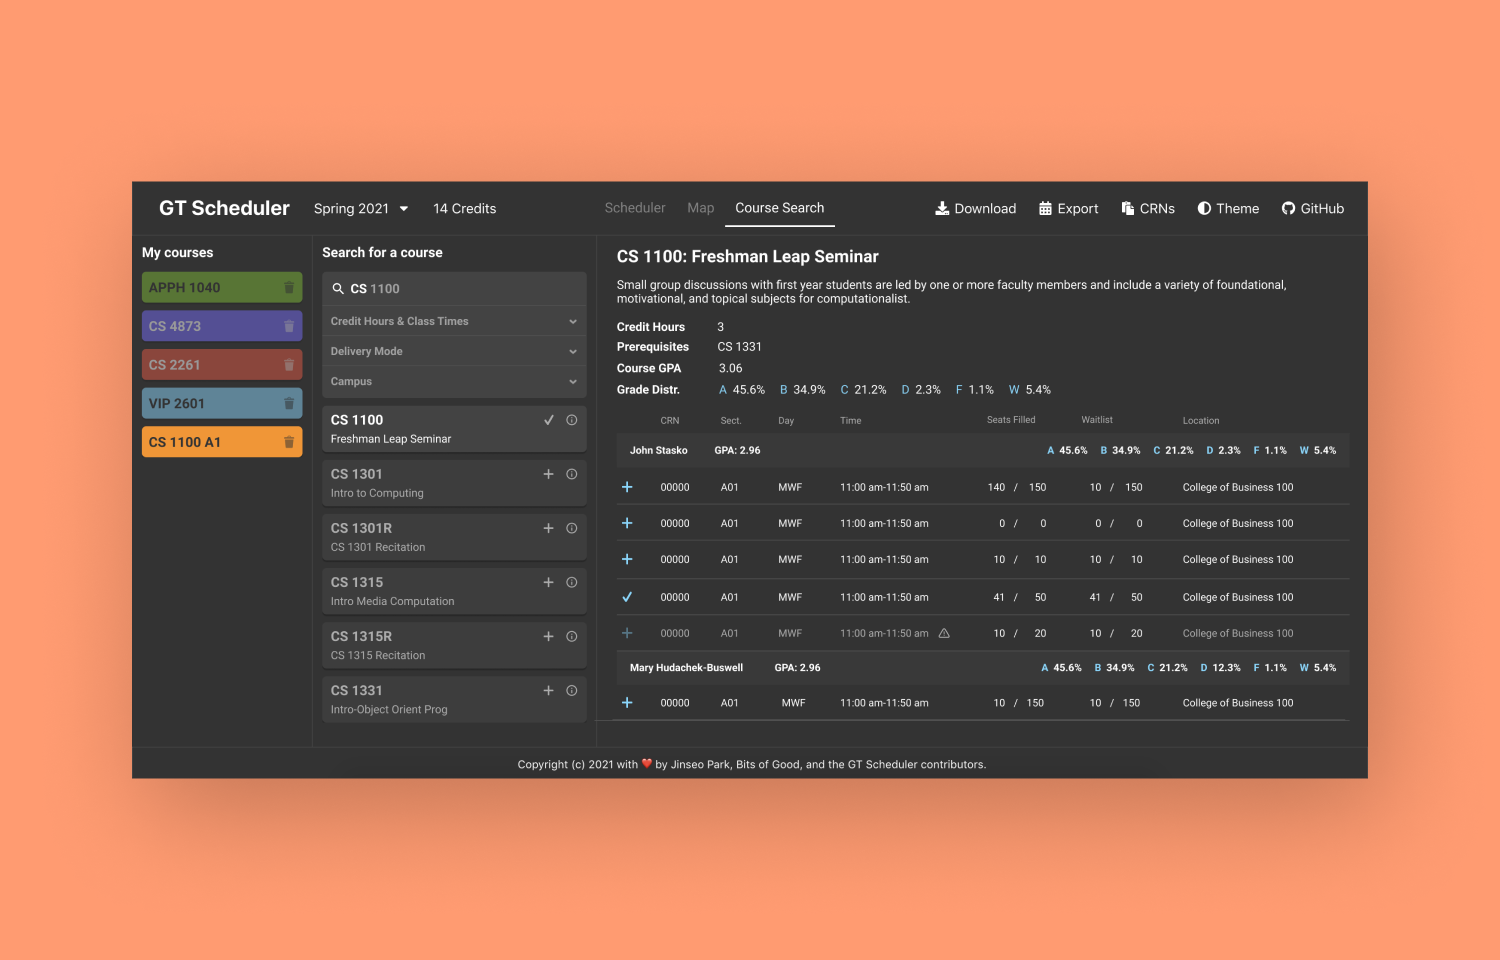 GT Scheduler Spring 2021 14 Credits Scheduler Map Course Search Download Export CRNs Theme GitHub
My courses
APPH 1040
CS 4873
CS 2261
VIP 2601
CS 1100 A1
Search for a course
CS 1100
Credit Hours & Class Times
Delivery Mode
Campus
CS 1100
Freshman Leap Seminar
CS 1301
Intro to Computing
CS 1301R
CS 1301 Recitation
CS 1315
Intro Media Computation
CS 1315R
CS 1315 Recitation
CS 1331
Intro-Object Orient Prog
CS 1100: Freshman Leap Seminar
Small group discussions with first year students are led by one or more faculty members and include a variety of foundational,
motivational, and topical subjects for computationalist.
Credit Hours 3
Prerequisites CS 1331
Course GPA 3.06
Grade Distr. A 45.6% B 34.9% C 21.2% D 2.3% F 1.1% W 5.4%
CRN Sect. Day Time Seats Filled Waitlist Location
John Stasko GPA: 2.96 A 45.6% B 34.9% C 21.2% D 2.3% F 1.1% W 5.4%
00000 A01 MWF 11:00 am-11:50 am 140 / 150 10 / 150 College of Business 100
00000 A01 MWF 11:00 am-11:50 am 0 / 0 0 / 0 College of Business 100
00000 A01 MWF 11:00 am-11:50 am 10 / 10 10 / 10 College of Business 100
00000 A01 MWF 11:00 am-11:50 am 41 / 50 41 / 50 College of Business 100
00000 A01 MWF 11:00 am-11:50 am 10 / 20 10 / 20 College of Business 100
Mary Hudachek-Buswell GPA: 2.96 A 45.6% B 34.9% C 21.2% D 12.3% F 1.1% W 5.4%
00000 A01 MWF 11:00 am-11:50 am 10 / 150 10 / 150 College of Business 100
Copyright (c) 2021 with ❤️ by Jinseo Park, Bits of Good, and the GT Scheduler contributors.